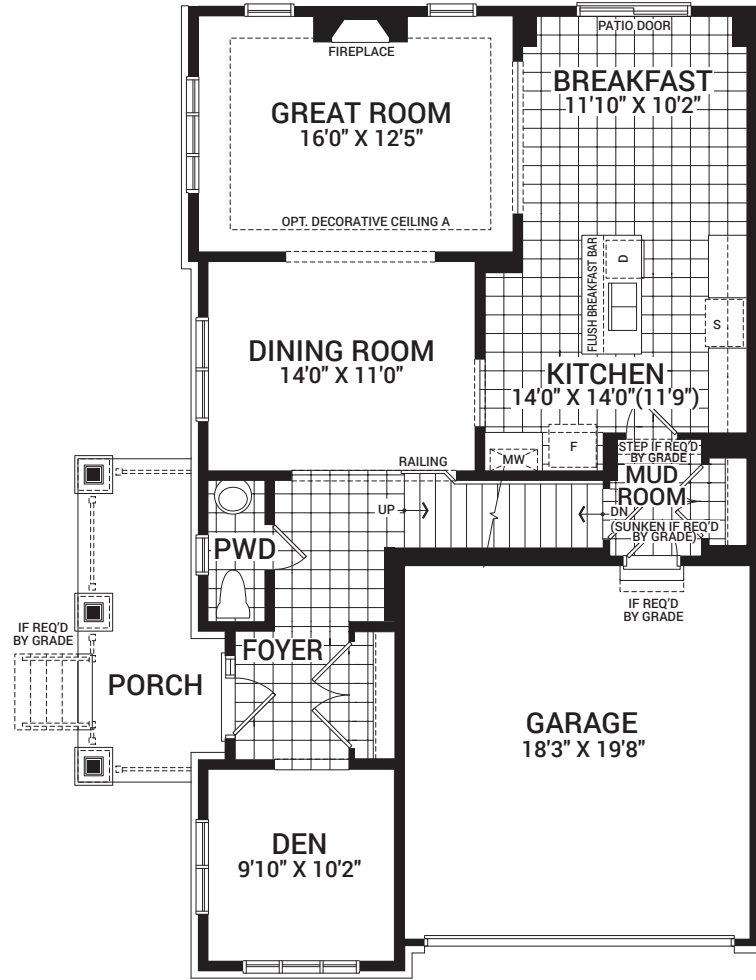 PATIO DOOR
FIREPLACE
BREAKFAST
11'10" X 10'2"
GREAT ROOM
16'0" X 12'5"
OPT. DECORATIVE CEILING A
FLUSH BREAKFAST BAR
D
S
DINING ROOM
14'0" X 11'0"
KITCHEN
14'0" X 14'0"(11'9")
F
MW
STEP IF REQ'D
BY GRADE
RAILING
MUD
ROOM
UP
DN
(SUNKEN IF REQ'D
BY GRADE)
PWD
IF REQ'D
BY GRADE
IF REQ'D
BY GRADE
FOYER
PORCH
GARAGE
18'3" X 19'8"
DEN
9'10" X 10'2"